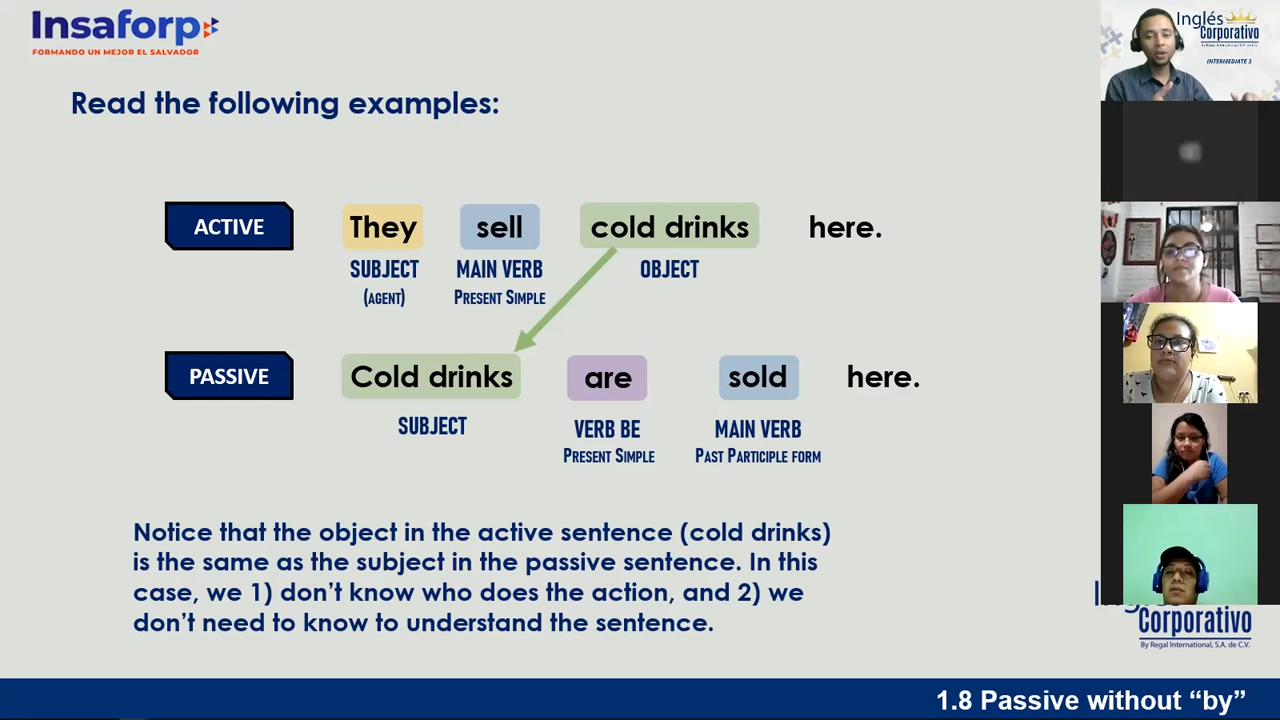 Insaforp
FORMANDO UN MEJOR EL SALVADOR
Inglés
Corporativo
By Regal International, S.A. de C.V.
INTERMEDIATE 3
Read the following examples:
ACTIVE They sell cold drinks here.
SUBJECT MAIN VERB OBJECT
(AGENT) PRESENT SIMPLE
PASSIVE Cold drinks are sold here.
SUBJECT VERB BE MAIN VERB
PRESENT SIMPLE PAST PARTICIPLE FORM
Notice that the object in the active sentence (cold drinks)
is the same as the subject in the passive sentence. In this
case, we 1) don’t know who does the action, and 2) we
don’t need to know to understand the sentence.
Corporativo
By Regal International, S.A. de C.V.
1.8 Passive without “by”